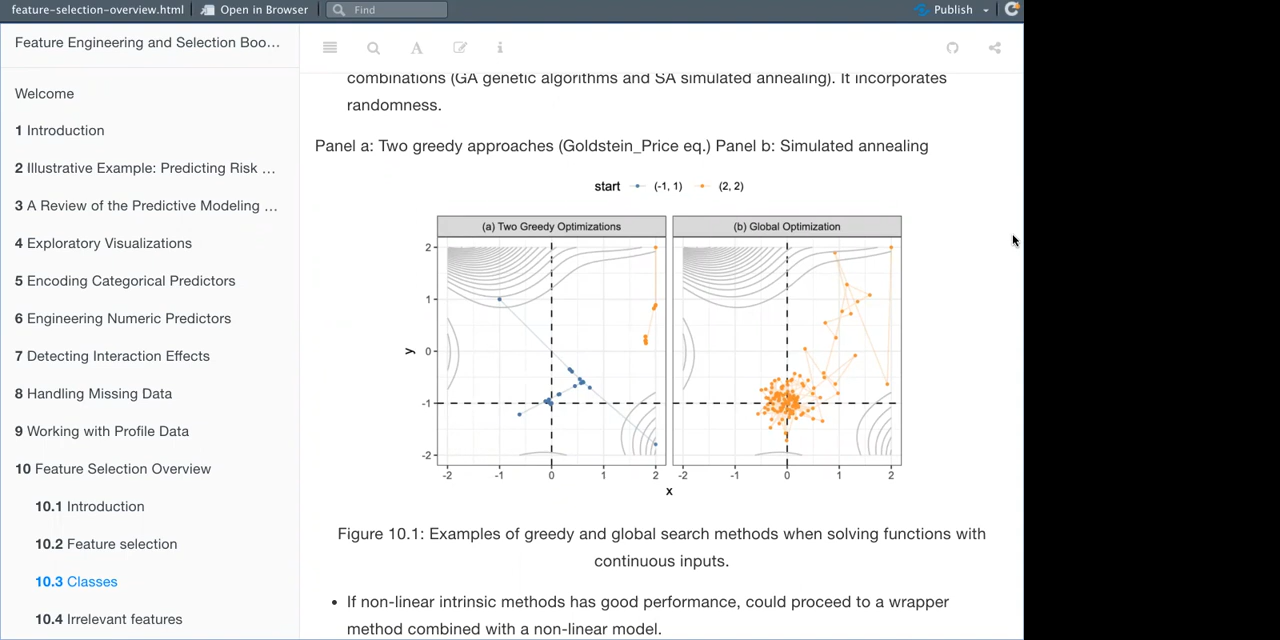 feature-selection-overview.html Open in Browser Find Publish
Feature Engineering and Selection Boo…
Welcome
1 Introduction
2 Illustrative Example: Predicting Risk …
3 A Review of the Predictive Modeling …
4 Exploratory Visualizations
5 Encoding Categorical Predictors
6 Engineering Numeric Predictors
7 Detecting Interaction Effects
8 Handling Missing Data
9 Working with Profile Data
10 Feature Selection Overview
10.1 Introduction
10.2 Feature selection
10.3 Classes
10.4 Irrelevant features
A i
combinations (GA genetic algorithms and SA simulated annealing). It incorporates
randomness.
Panel a: Two greedy approaches (Goldstein_Price eq.) Panel b: Simulated annealing
start (-1, 1) (2, 2)
(a) Two Greedy Optimizations (b) Global Optimization
2
1
0
-1
-2
y
-2 -1 0 1 2 -2 -1 0 1 2
x
Figure 10.1: Examples of greedy and global search methods when solving functions with
continuous inputs.
• If non-linear intrinsic methods has good performance, could proceed to a wrapper
method combined with a non-linear model.